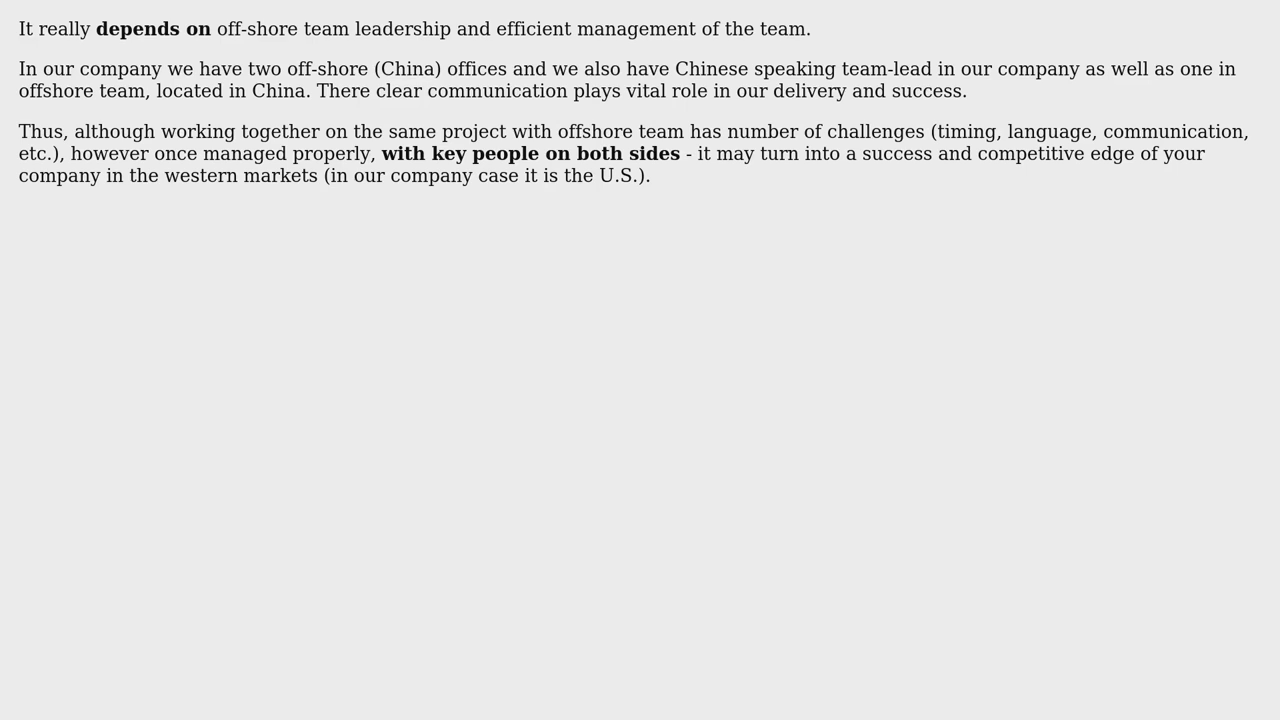 It really depends on off-shore team leadership and efficient management of the team.
In our company we have two off-shore (China) offices and we also have Chinese speaking team-lead in our company as well as one in
offshore team, located in China. There clear communication plays vital role in our delivery and success.
Thus, although working together on the same project with offshore team has number of challenges (timing, language, communication,
etc.), however once managed properly, with key people on both sides - it may turn into a success and competitive edge of your
company in the western markets (in our company case it is the U.S.).